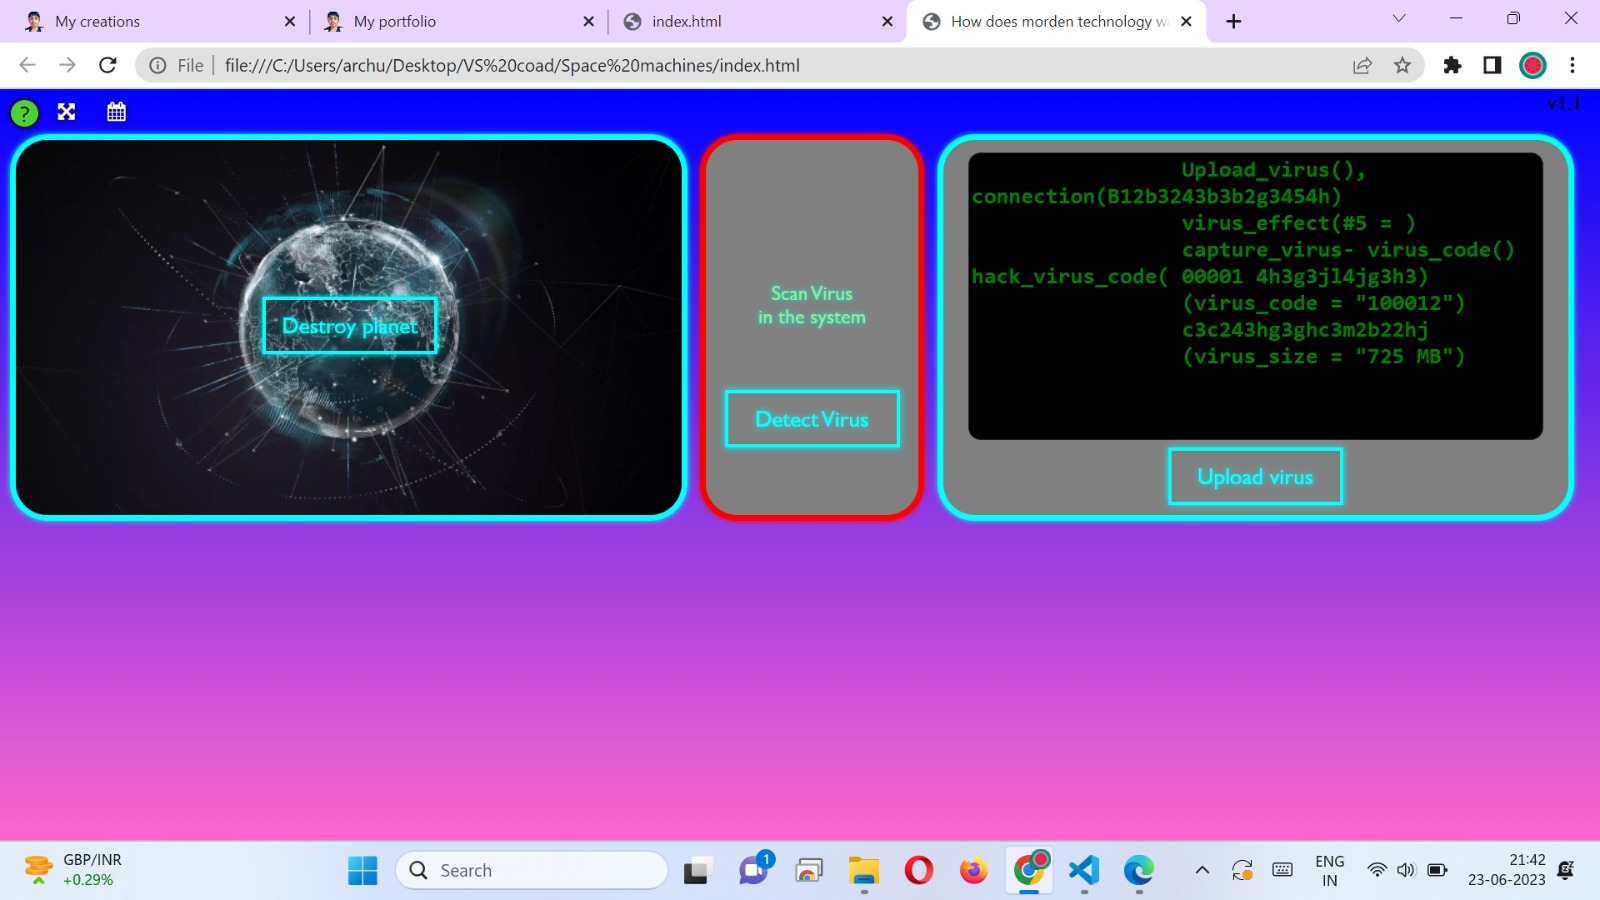 My creations
My portfolio
index.html
How does morden technology wo
File
file:///C:/Users/archu/Desktop/VS%20coad/Space%20machines/index.html
?
v1.1
Destroy planet
Scan Virus
in the system
Detect Virus
Upload_virus(),
connection(B12b3243b3b2g3454h)
virus_effect(#5 = )
capture_virus- virus_code()
hack_virus_code( 00001 4h3g3jl4jg3h3)
(virus_code = "100012")
c3c243hg3ghc3m2b22hj
(virus_size = "725 MB")
Upload virus
GBP/INR
+0.29%
Search
1
ENG
IN
21:42
23-06-2023